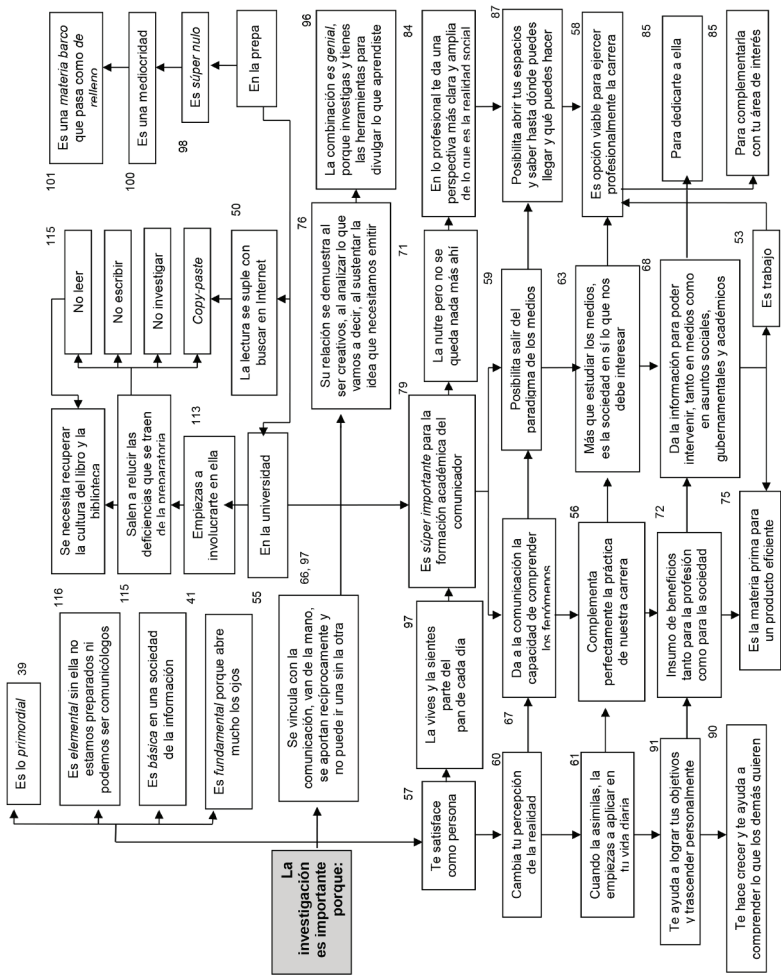 La
investigación
es importante
porque:
39
Es lo primordial
116
Es elemental sin ella no
estamos preparados ni
podemos ser comunicólogos
115
Es básica en una sociedad
de la información
41
Es fundamental porque abre
mucho los ojos
55
66, 97
Se vincula con la
comunicación, van de la mano,
se aportan recíprocamente y
no puede ir una sin la otra
Su relación se demuestra al
ser creativos, al analizar lo que
vamos a decir, al sustentar la
idea que necesitamos emitir
76
La combinación es genial,
porque investigas y tienes
las herramientas para
divulgar lo que aprendiste
96
Se necesita recuperar
la cultura del libro y la
biblioteca
Salen a relucir las
deficiencias que se traen
de la preparatoria
Empiezas a
involucrarte en ella
113
En la universidad
115
No leer
No escribir
No investigar
Copy-paste
La lectura se suple con
buscar en Internet
50
101
Es una materia barco
que pasa como de
relleno
100
Es una mediocridad
98
Es súper nulo
En la prepa
57
Te satisface
como persona
97
La vives y la sientes
parte del
pan de cada día
79
Es súper importante para la
formación académica del
comunicador
71
La nutre pero no se
queda nada más ahí
84
En lo profesional te da una
perspectiva más clara y amplia
de lo que es la realidad social
60
Cambia tu percepción
de la realidad
67
Da a la comunicación la
capacidad de comprender
los fenómenos
59
Posibilita salir del
paradigma de los medios
87
Posibilita abrir tus espacios
y saber hasta dónde puedes
llegar y qué puedes hacer
61
Cuando la asimilas, la
empiezas a aplicar en
tu vida diaria
56
Complementa
perfectamente la práctica
de nuestra carrera
63
Más que estudiar los medios,
es la sociedad en sí lo que nos
debe interesar
58
Es opción viable para ejercer
profesionalmente la carrera
91
Te ayuda a lograr tus objetivos
y trascender personalmente
72
Insumo de beneficios
tanto para la profesión
como para la sociedad
68
Da la información para poder
intervenir, tanto en medios como
en asuntos sociales,
gubernamentales y académicos
85
Para dedicarte a ella
90
Te hace crecer y te ayuda a
comprender lo que los demás quieren
75
Es la materia prima para
un producto eficiente
53
Es trabajo
85
Para complementarla
con tu área de interés